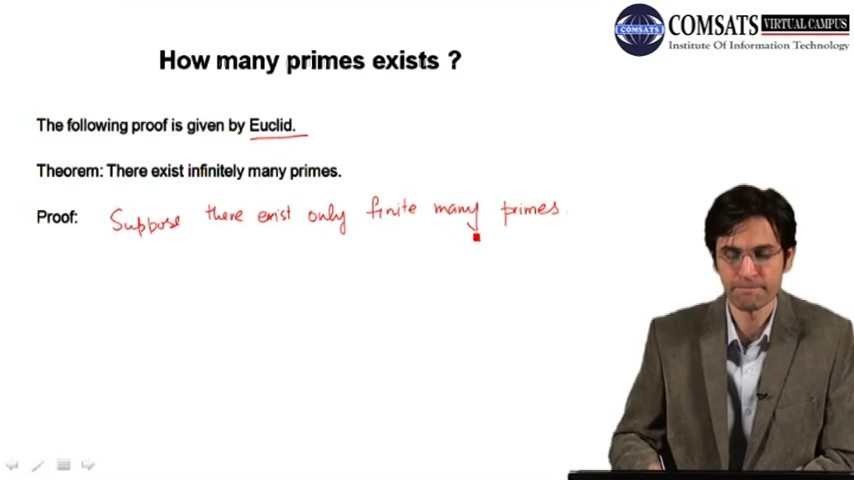 COMSATS VIRTUAL CAMPUS
COMSATS
Institute Of Information Technology
How many primes exists ?
The following proof is given by Euclid.
Theorem: There exist infinitely many primes.
Proof: Suppose there exist only finite many primes.